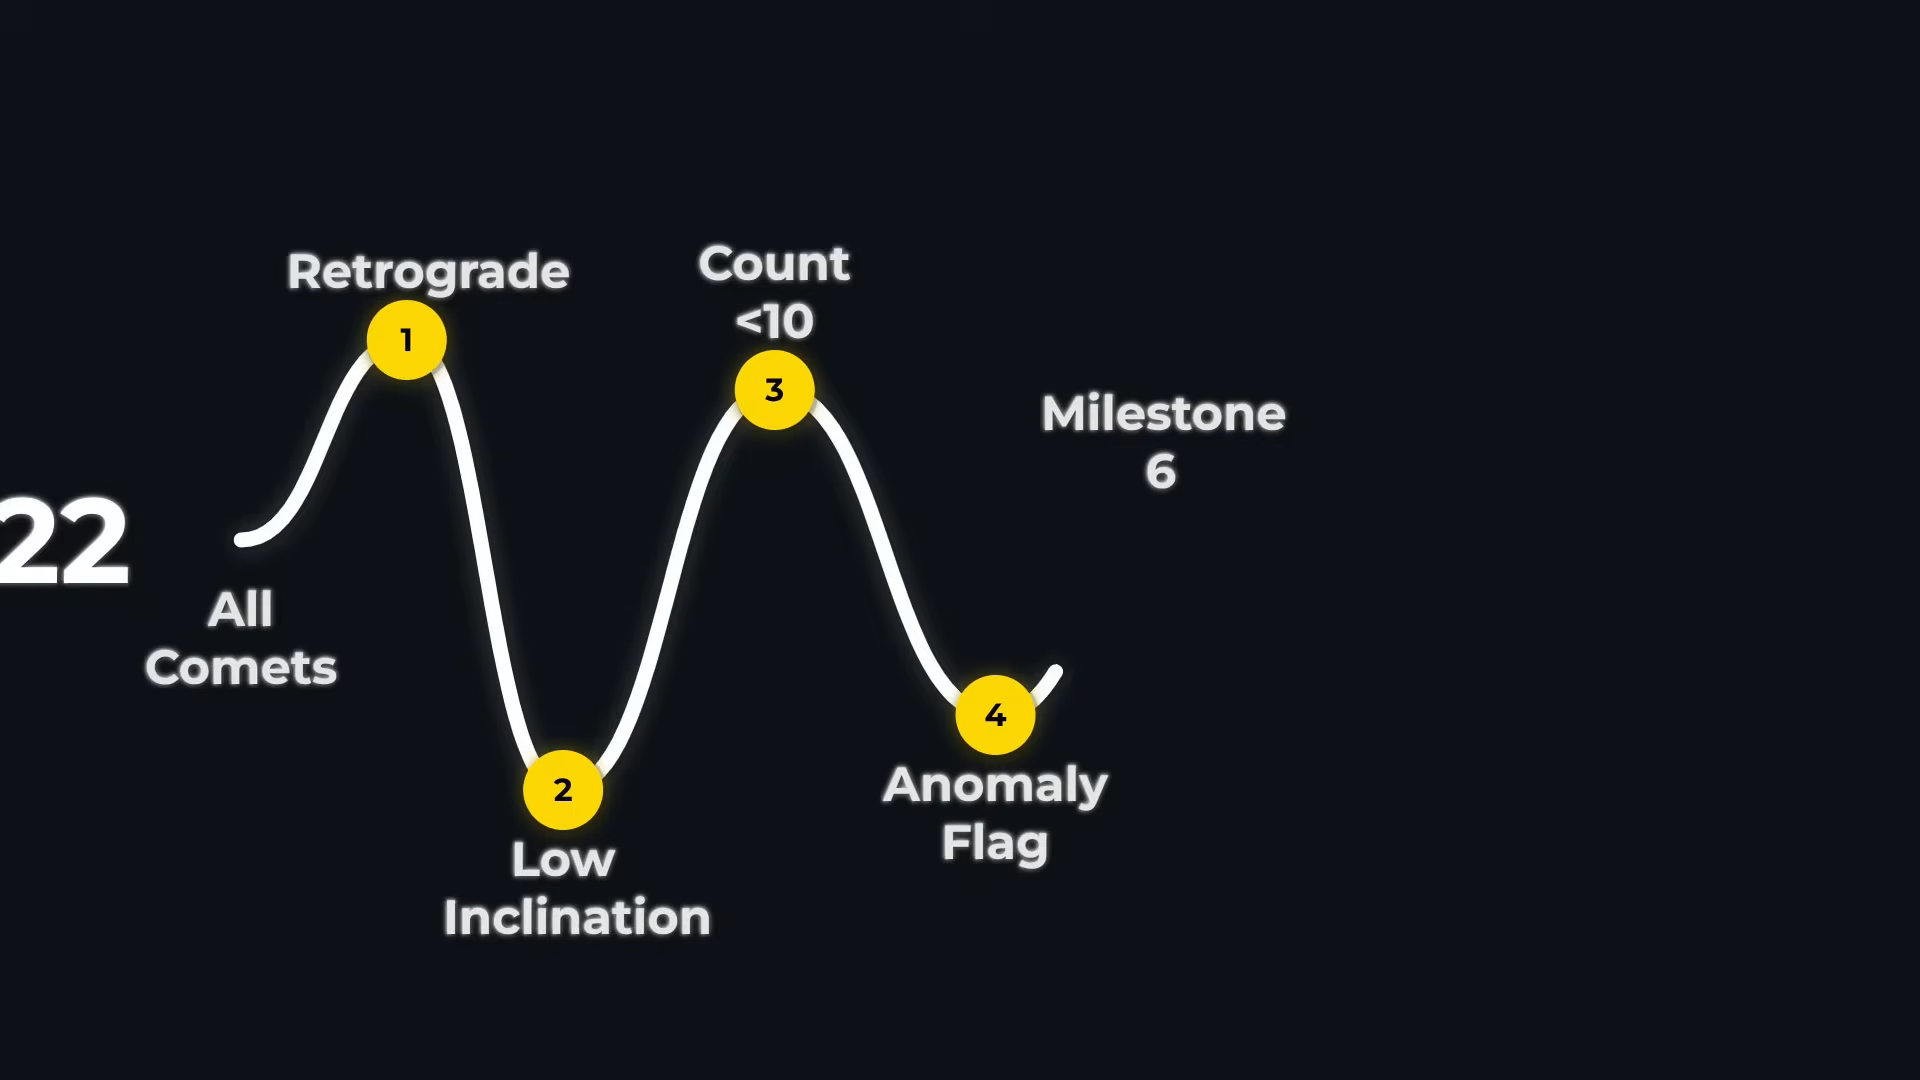 22
All
Comets
Retrograde
1
2
Low
Inclination
Count
<10
3
4
Anomaly
Flag
Milestone
6